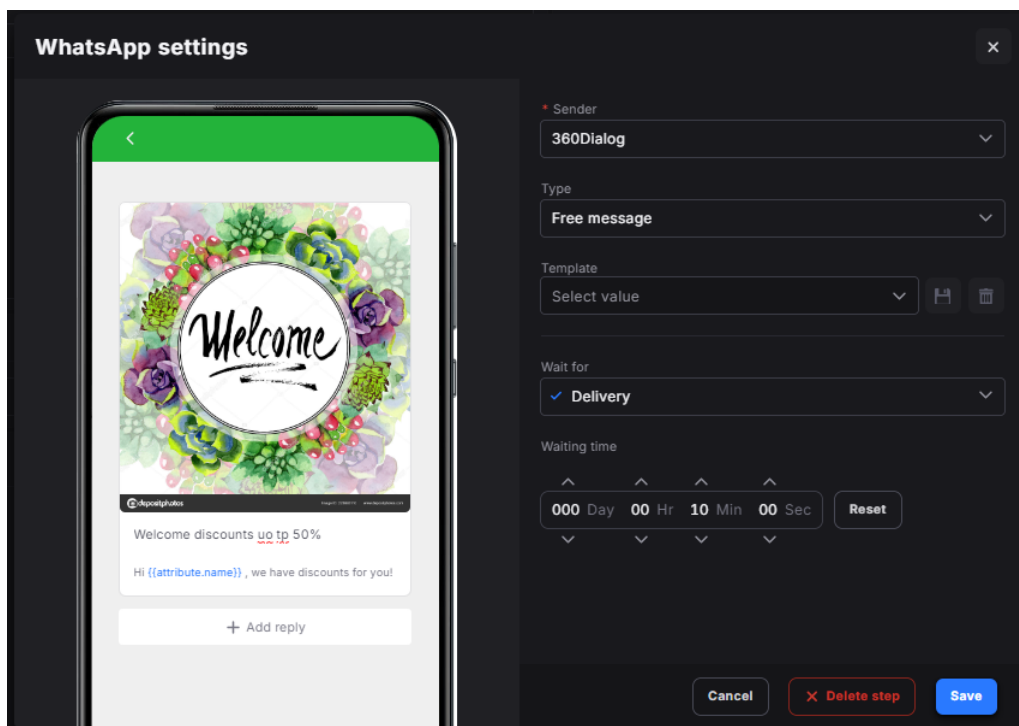 WhatsApp settings
Welcome
depositphotos
Welcome discounts uo tp 50%
Hi {{attribute.name}} , we have discounts for you!
+ Add reply
* Sender
360Dialog
Type
Free message
Template
Select value
Wait for
Delivery
Waiting time
000 Day 00 Hr 10 Min 00 Sec
Reset
Cancel
Delete step
Save